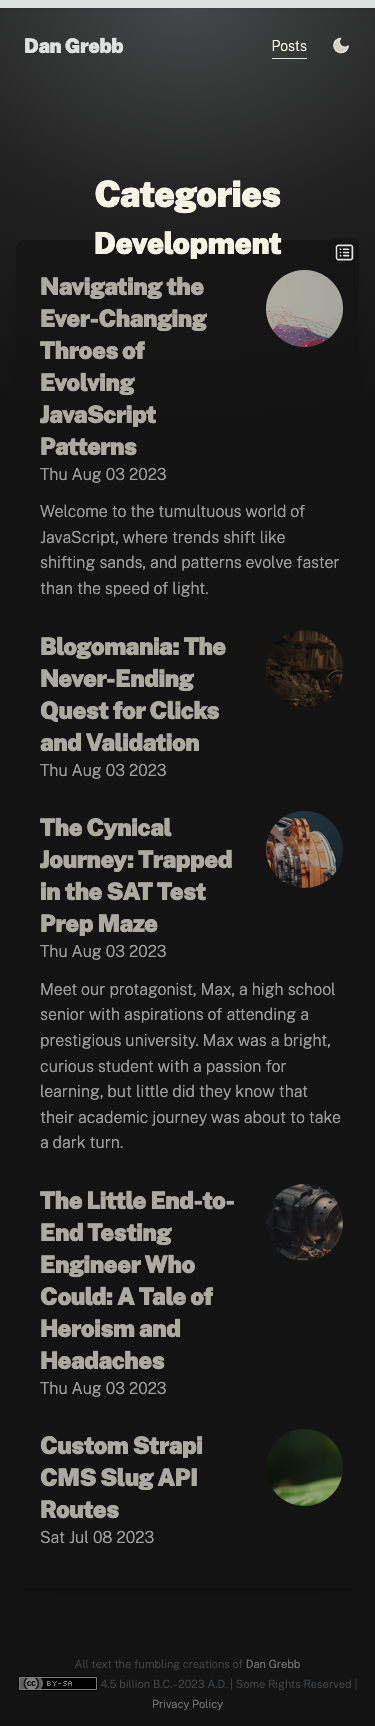 Dan Grebb
Posts
Categories
Development
Navigating the
Ever-Changing
Throes of
Evolving
JavaScript
Patterns
Thu Aug 03 2023
Welcome to the tumultuous world of
JavaScript, where trends shift like
shifting sands, and patterns evolve faster
than the speed of light.
Blogomania: The
Never-Ending
Quest for Clicks
and Validation
Thu Aug 03 2023
The Cynical
Journey: Trapped
in the SAT Test
Prep Maze
Thu Aug 03 2023
Meet our protagonist, Max, a high school
senior with aspirations of attending a
prestigious university. Max was a bright,
curious student with a passion for
learning, but little did they know that
their academic journey was about to take
a dark turn.
The Little End-to-
End Testing
Engineer Who
Could: A Tale of
Heroism and
Headaches
Thu Aug 03 2023
Custom Strapi
CMS Slug API
Routes
Sat Jul 08 2023
All text the fumbling creations of Dan Grebb
cc BY-SA 4.5 billion B.C.–2023 A.D. | Some Rights Reserved |
Privacy Policy